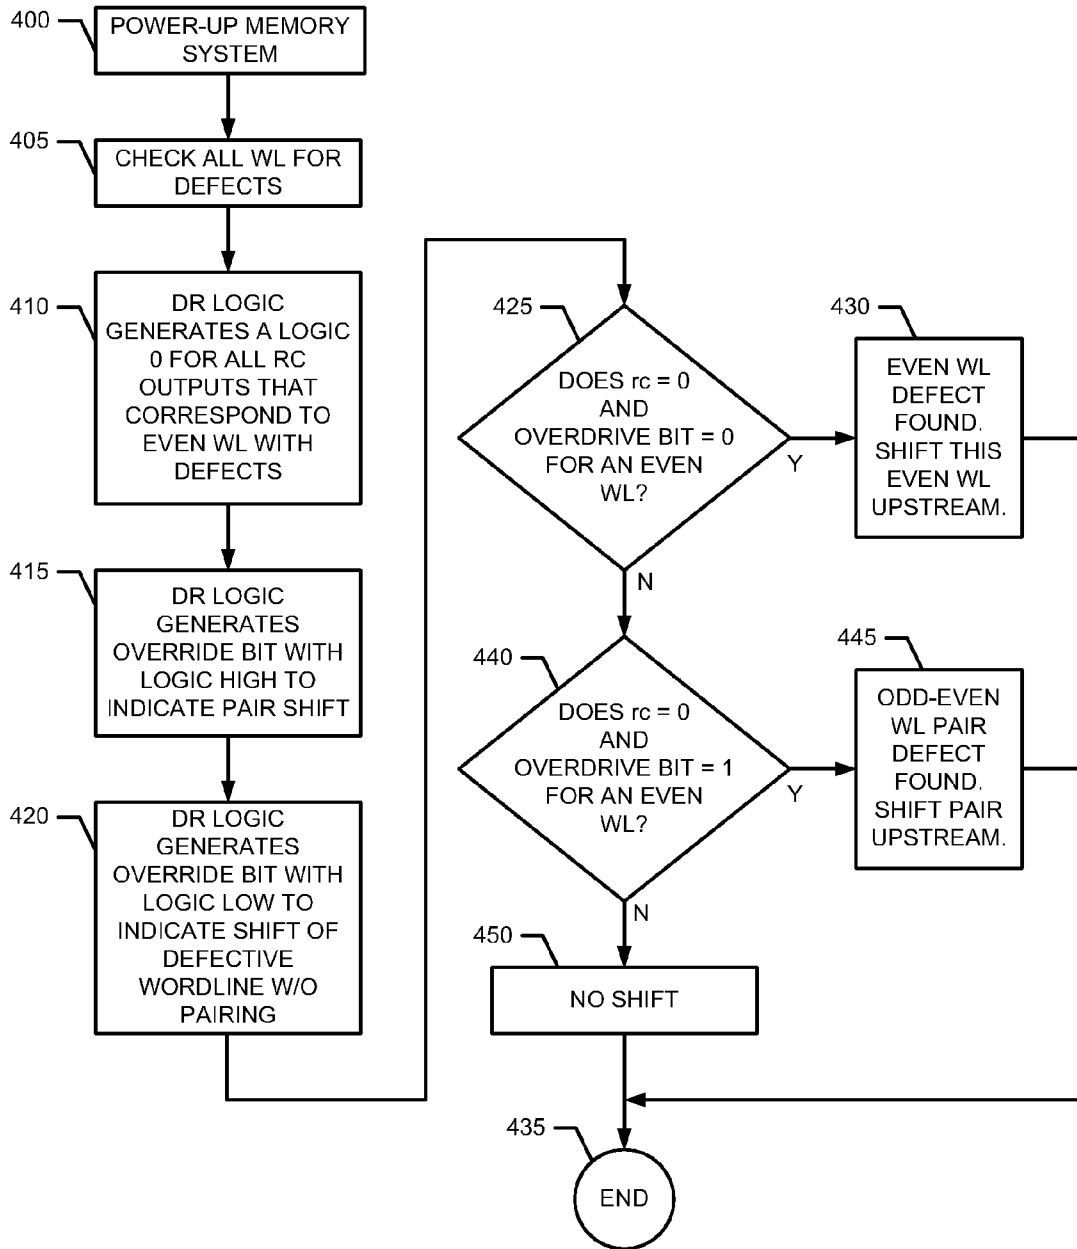 400
POWER-UP MEMORY
SYSTEM
405
CHECK ALL WL FOR
DEFECTS
410
DR LOGIC
GENERATES A LOGIC
0 FOR ALL RC
OUTPUTS THAT
CORRESPOND TO
EVEN WL WITH
DEFECTS
415
DR LOGIC
GENERATES
OVERRIDE BIT WITH
LOGIC HIGH TO
INDICATE PAIR SHIFT
420
DR LOGIC
GENERATES
OVERRIDE BIT WITH
LOGIC LOW TO
INDICATE SHIFT OF
DEFECTIVE
WORDLINE W/O
PAIRING
425
DOES rc = 0
AND
OVERDRIVE BIT = 0
FOR AN EVEN
WL?
Y
N
430
EVEN WL
DEFECT
FOUND.
SHIFT THIS
EVEN WL
UPSTREAM.
440
DOES rc = 0
AND
OVERDRIVE BIT = 1
FOR AN EVEN
WL?
Y
N
445
ODD-EVEN
WL PAIR
DEFECT
FOUND.
SHIFT PAIR
UPSTREAM.
450
NO SHIFT
435
END